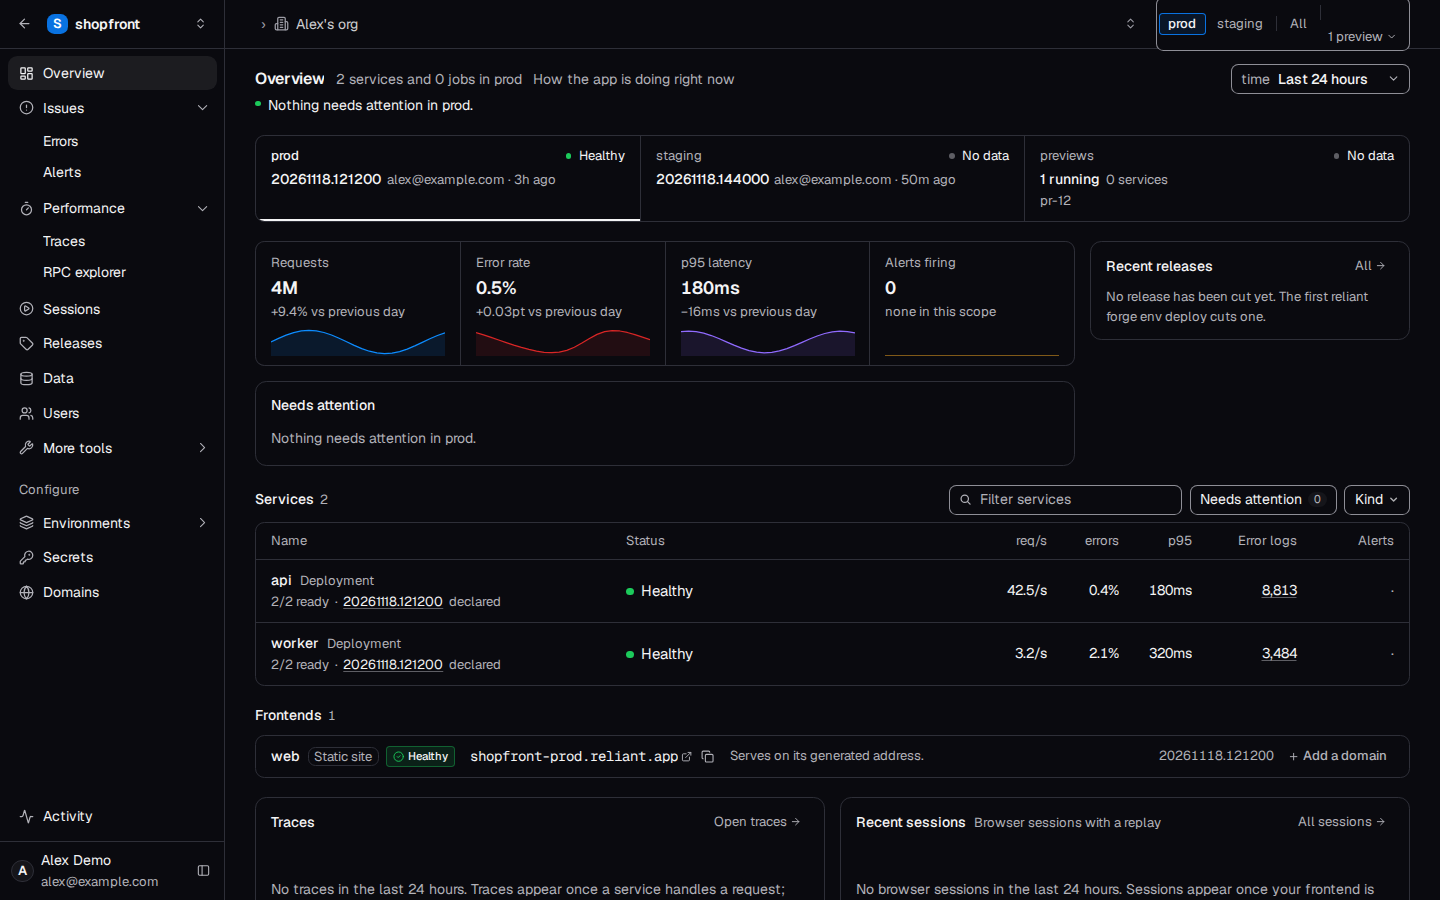 S shopfront
Alex's org
prod staging All 1 preview
Overview
Issues
Errors
Alerts
Performance
Traces
RPC explorer
Sessions
Releases
Data
Users
More tools
Configure
Environments
Secrets
Domains
Activity
A Alex Demo
alex@example.com
Overview 2 services and 0 jobs in prod How the app is doing right now
time Last 24 hours
Nothing needs attention in prod.
prod Healthy
20261118.121200 alex@example.com · 3h ago
staging No data
20261118.144000 alex@example.com · 50m ago
previews No data
1 running 0 services
pr-12
Requests
4M
+9.4% vs previous day
Error rate
0.5%
+0.03pt vs previous day
p95 latency
180ms
−16ms vs previous day
Alerts firing
0
none in this scope
Recent releases All →
No release has been cut yet. The first reliant
forge env deploy cuts one.
Needs attention
Nothing needs attention in prod.
Services 2
Filter services
Needs attention 0
Kind
Name Status req/s errors p95 Error logs Alerts
api Deployment
2/2 ready · 20261118.121200 declared
Healthy 42.5/s 0.4% 180ms 8,813 ·
worker Deployment
2/2 ready · 20261118.121200 declared
Healthy 3.2/s 2.1% 320ms 3,484 ·
Frontends 1
web Static site Healthy shopfront-prod.reliant.app Serves on its generated address. 20261118.121200 + Add a domain
Traces Open traces →
No traces in the last 24 hours. Traces appear once a service handles a request;
Recent sessions Browser sessions with a replay All sessions →
No browser sessions in the last 24 hours. Sessions appear once your frontend is